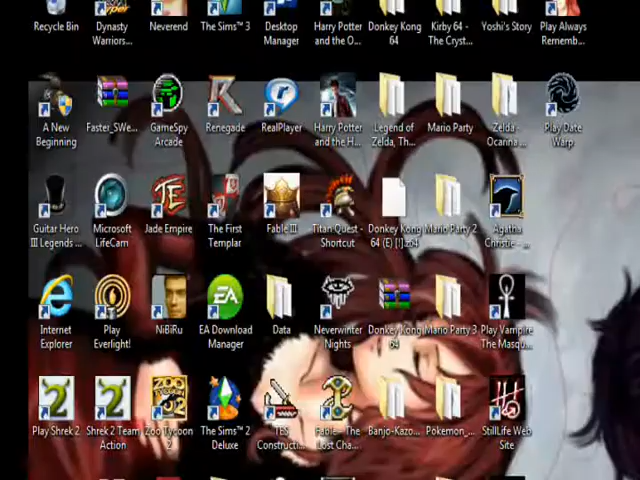 Recycle Bin
Dynasty
Warriors...
Neverend
The Sims™ 3
Desktop
Manager
Harry Potter
and the O...
Donkey Kong
64
Kirby 64 -
The Cryst...
Yoshi's Story
Play Always
Rememb...
A New
Beginning
Faster_SWe...
GameSpy
Arcade
Renegade
RealPlayer
Harry Potter
and the H...
Legend of
Zelda, Th...
Mario Party
Zelda -
Ocarina ...
Play Date
Warp
Guitar Hero
III Legends ...
Microsoft
LifeCam
Jade Empire
The First
Templar
Fable III
Titan Quest -
Shortcut
Donkey Kong
64 (E) [!].z64
Mario Party 2
Agatha
Christie - ...
Internet
Explorer
Play
Everlight!
NiBiRu
EA Download
Manager
Data
Neverwinter
Nights
Donkey Kong
64
Mario Party 3
Play Vampire
The Masqu...
Play Shrek 2
Shrek 2 Team
Action
Zoo Tycoon
2
The Sims™ 2
Deluxe
TES
Constructi...
Fable - The
Lost Cha...
Banjo-Kazo...
Pokemon_...
StillLife Web
Site